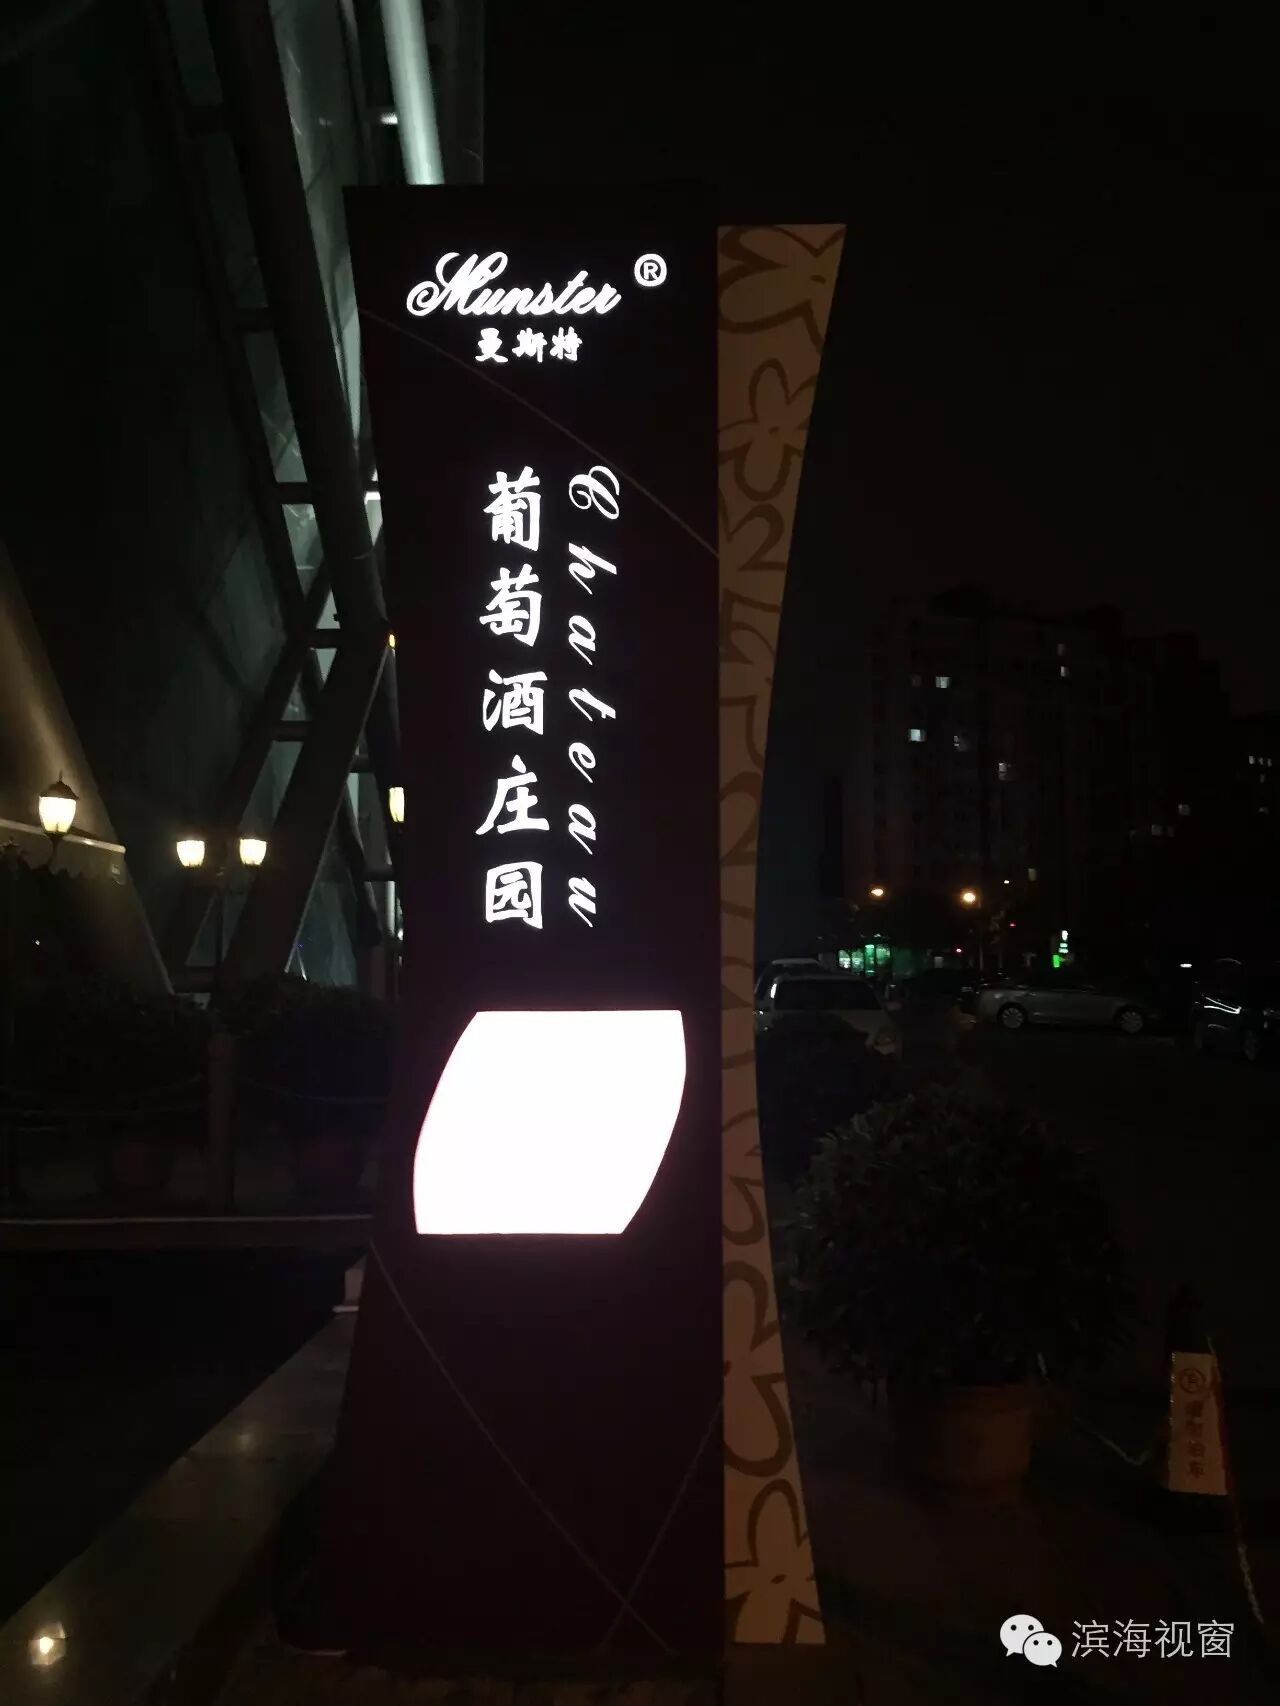 Munster®
曼斯特
葡萄酒庄园
Chateau
滨海视窗